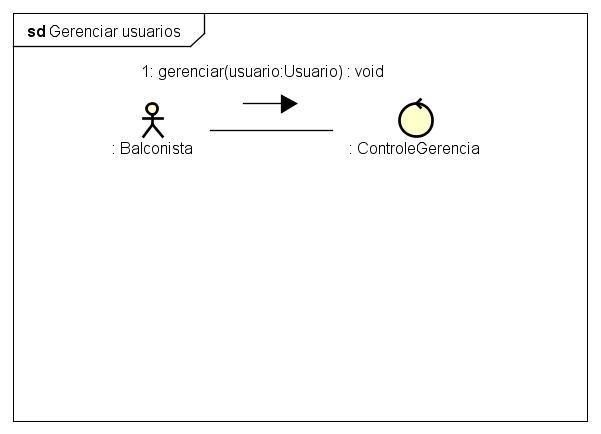 sd Gerenciar usuarios
1: gerenciar(usuario:Usuario) : void
: Balconista
: ControleGerencia